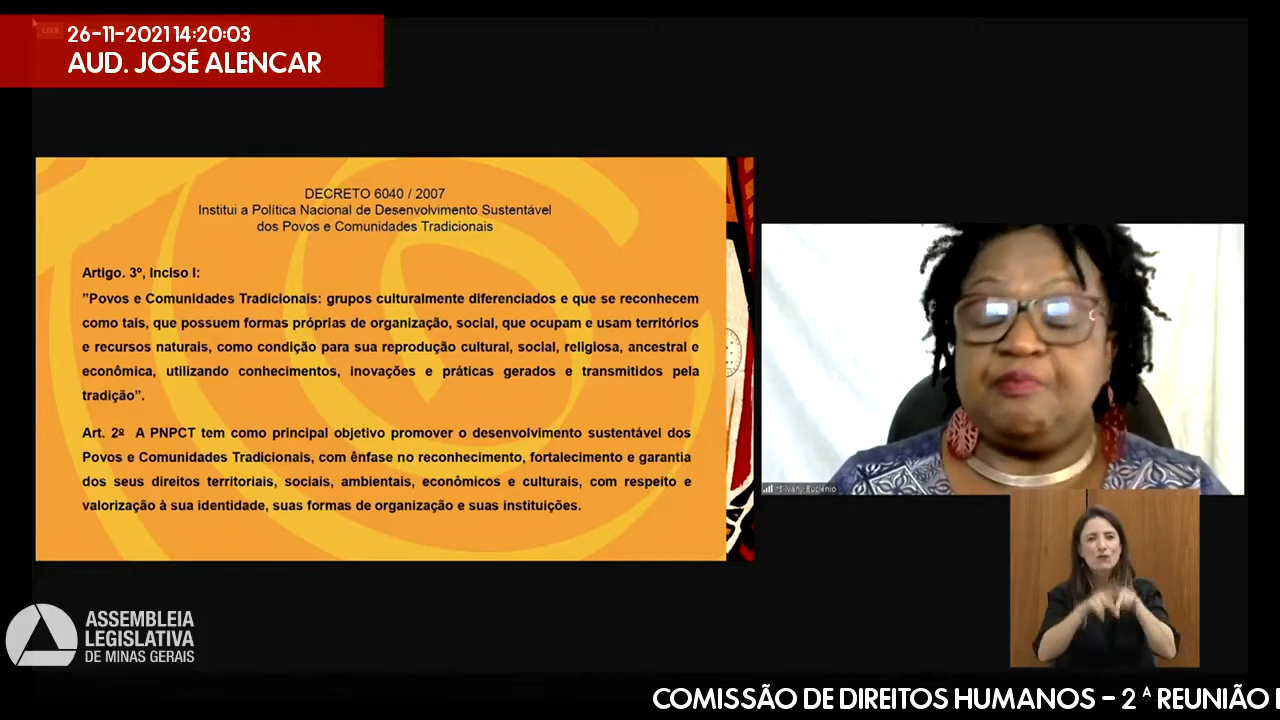 LIVE
26-11-2021 14:20:03
AUD. JOSÉ ALENCAR
DECRETO 6040 / 2007
Institui a Política Nacional de Desenvolvimento Sustentável
dos Povos e Comunidades Tradicionais
Artigo. 3º, Inciso I:
”Povos e Comunidades Tradicionais: grupos culturalmente diferenciados e que se reconhecem
como tais, que possuem formas próprias de organização, social, que ocupam e usam territórios
e recursos naturais, como condição para sua reprodução cultural, social, religiosa, ancestral e
econômica, utilizando conhecimentos, inovações e práticas gerados e transmitidos pela
tradição”.
Art. 2º A PNPCT tem como principal objetivo promover o desenvolvimento sustentável dos
Povos e Comunidades Tradicionais, com ênfase no reconhecimento, fortalecimento e garantia
dos seus direitos territoriais, sociais, ambientais, econômicos e culturais, com respeito e
valorização à sua identidade, suas formas de organização e suas instituições.
Silvany Euclênio
ASSEMBLEIA
LEGISLATIVA
DE MINAS GERAIS
COMISSÃO DE DIREITOS HUMANOS – 2 ª REUNIÃO